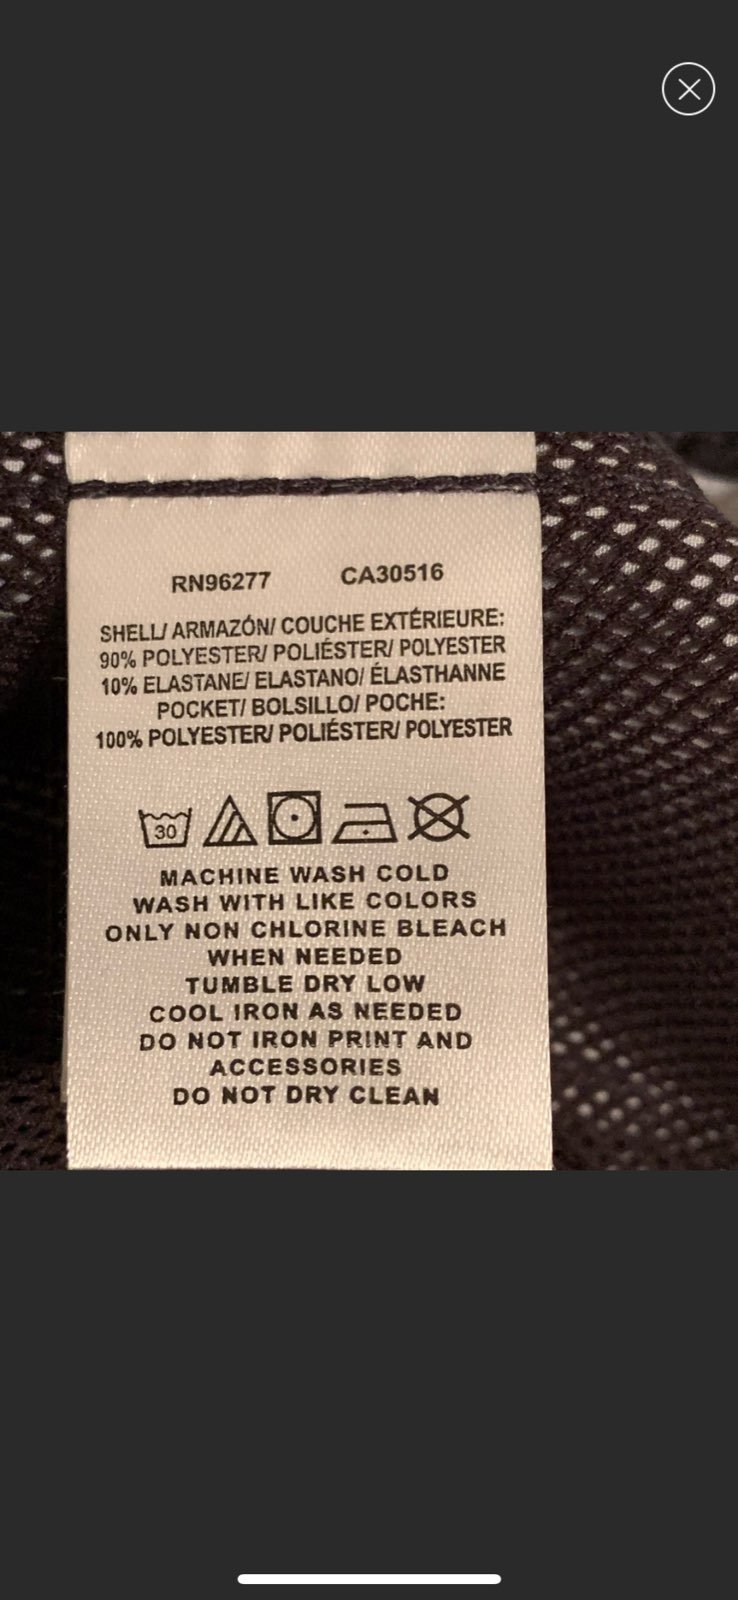 RN96277 CA30516
SHELL/ ARMAZÓN/ COUCHE EXTÉRIEURE:
90% POLYESTER/ POLIÉSTER/ POLYESTER
10% ELASTANE/ ELASTANO/ ÉLASTHANNE
POCKET/ BOLSILLO/ POCHE:
100% POLYESTER/ POLIÉSTER/ POLYESTER
30
MACHINE WASH COLD
WASH WITH LIKE COLORS
ONLY NON CHLORINE BLEACH
WHEN NEEDED
TUMBLE DRY LOW
COOL IRON AS NEEDED
DO NOT IRON PRINT AND
ACCESSORIES
DO NOT DRY CLEAN